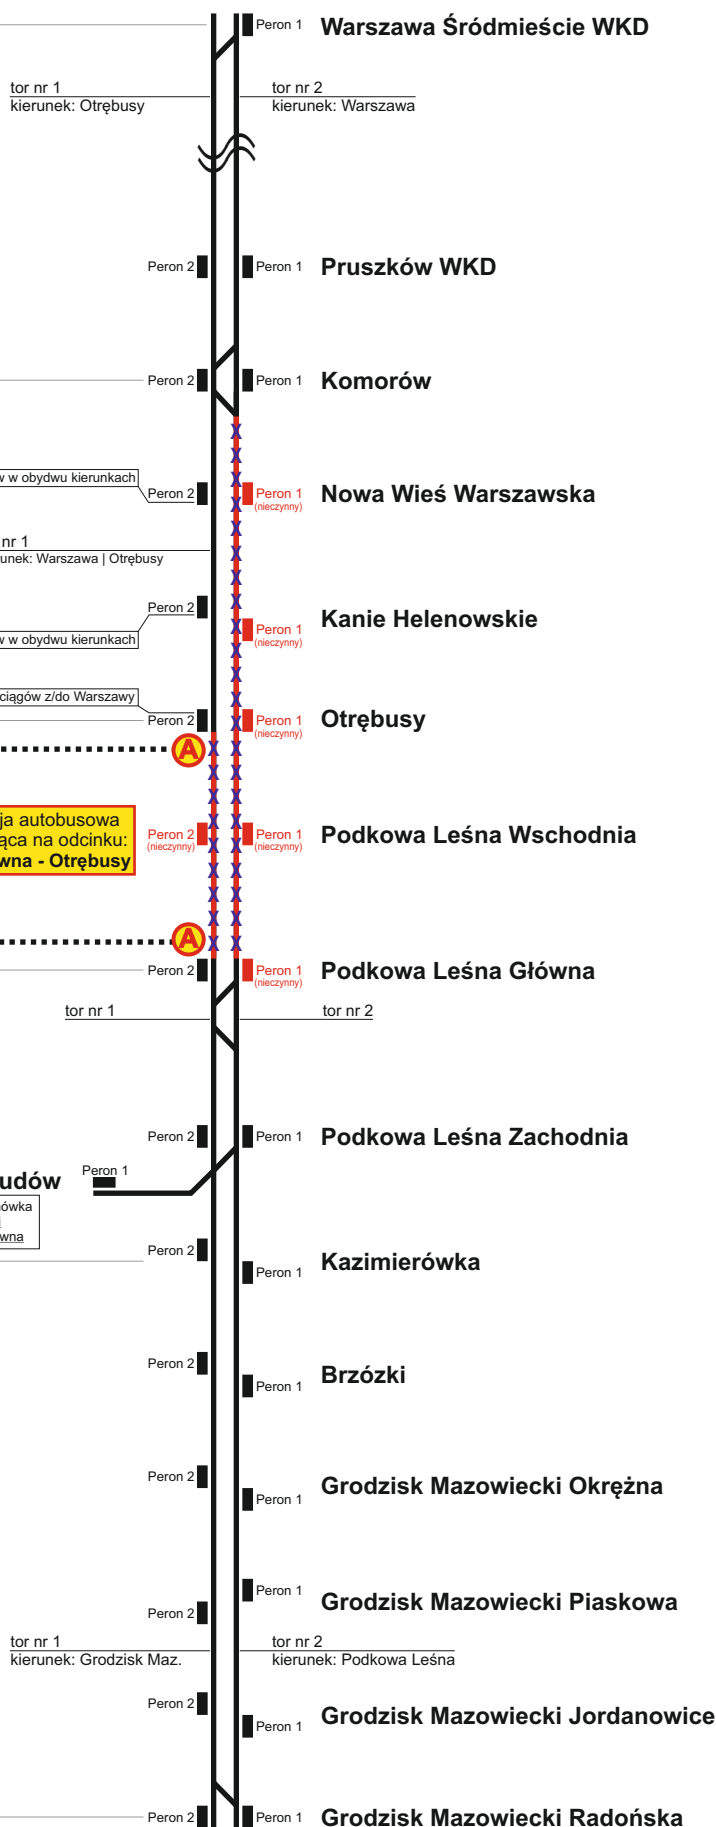 Peron 1 Warszawa Śródmieście WKD
tor nr 1 tor nr 2
kierunek: Otrębusy kierunek: Warszawa
Peron 2 Peron 1 Pruszków WKD
Peron 2 Peron 1 Komorów
w w obydwu kierunkach
Peron 2 Peron 1 Nowa Wieś Warszawska
(nieczynny)
nr 1
unek: Warszawa | Otrębusy
Peron 2
Peron 1 Kanie Helenowskie
(nieczynny)
w w obydwu kierunkach
ciągów z/do Warszawy
Peron 2 Peron 1 Otrębusy
(nieczynny)
A
ja autobusowa
ąca na odcinku:
wna - Otrębusy
Peron 2 Peron 1 Podkowa Leśna Wschodnia
(nieczynny) (nieczynny)
A
Peron 2 Peron 1 Podkowa Leśna Główna
(nieczynny)
tor nr 1 tor nr 2
Peron 2 Peron 1 Podkowa Leśna Zachodnia
udów Peron 1
ówka
i
wna
Peron 2
Peron 1 Kazimierówka
Peron 2
Peron 1 Brzózki
Peron 2
Peron 1 Grodzisk Mazowiecki Okrężna
Peron 1 Grodzisk Mazowiecki Piaskowa
Peron 2
tor nr 1 tor nr 2
kierunek: Grodzisk Maz. kierunek: Podkowa Leśna
Peron 2
Peron 1 Grodzisk Mazowiecki Jordanowice
Peron 2 Peron 1 Grodzisk Mazowiecki Radońska